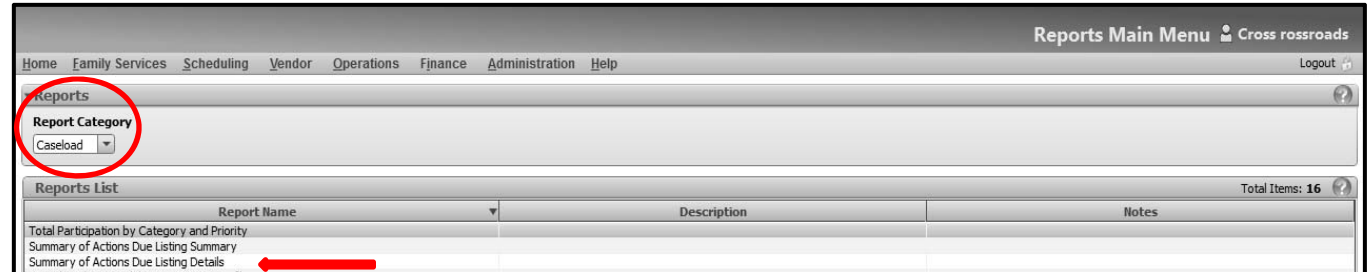 Reports Main Menu Cross rossroads
Home Family Services Scheduling Vendor Operations Finance Administration Help Logout
Reports
Report Category
Caseload
Reports List Total Items: 16
Report Name Description Notes
Total Participation by Category and Priority
Summary of Actions Due Listing Summary
Summary of Actions Due Listing Details